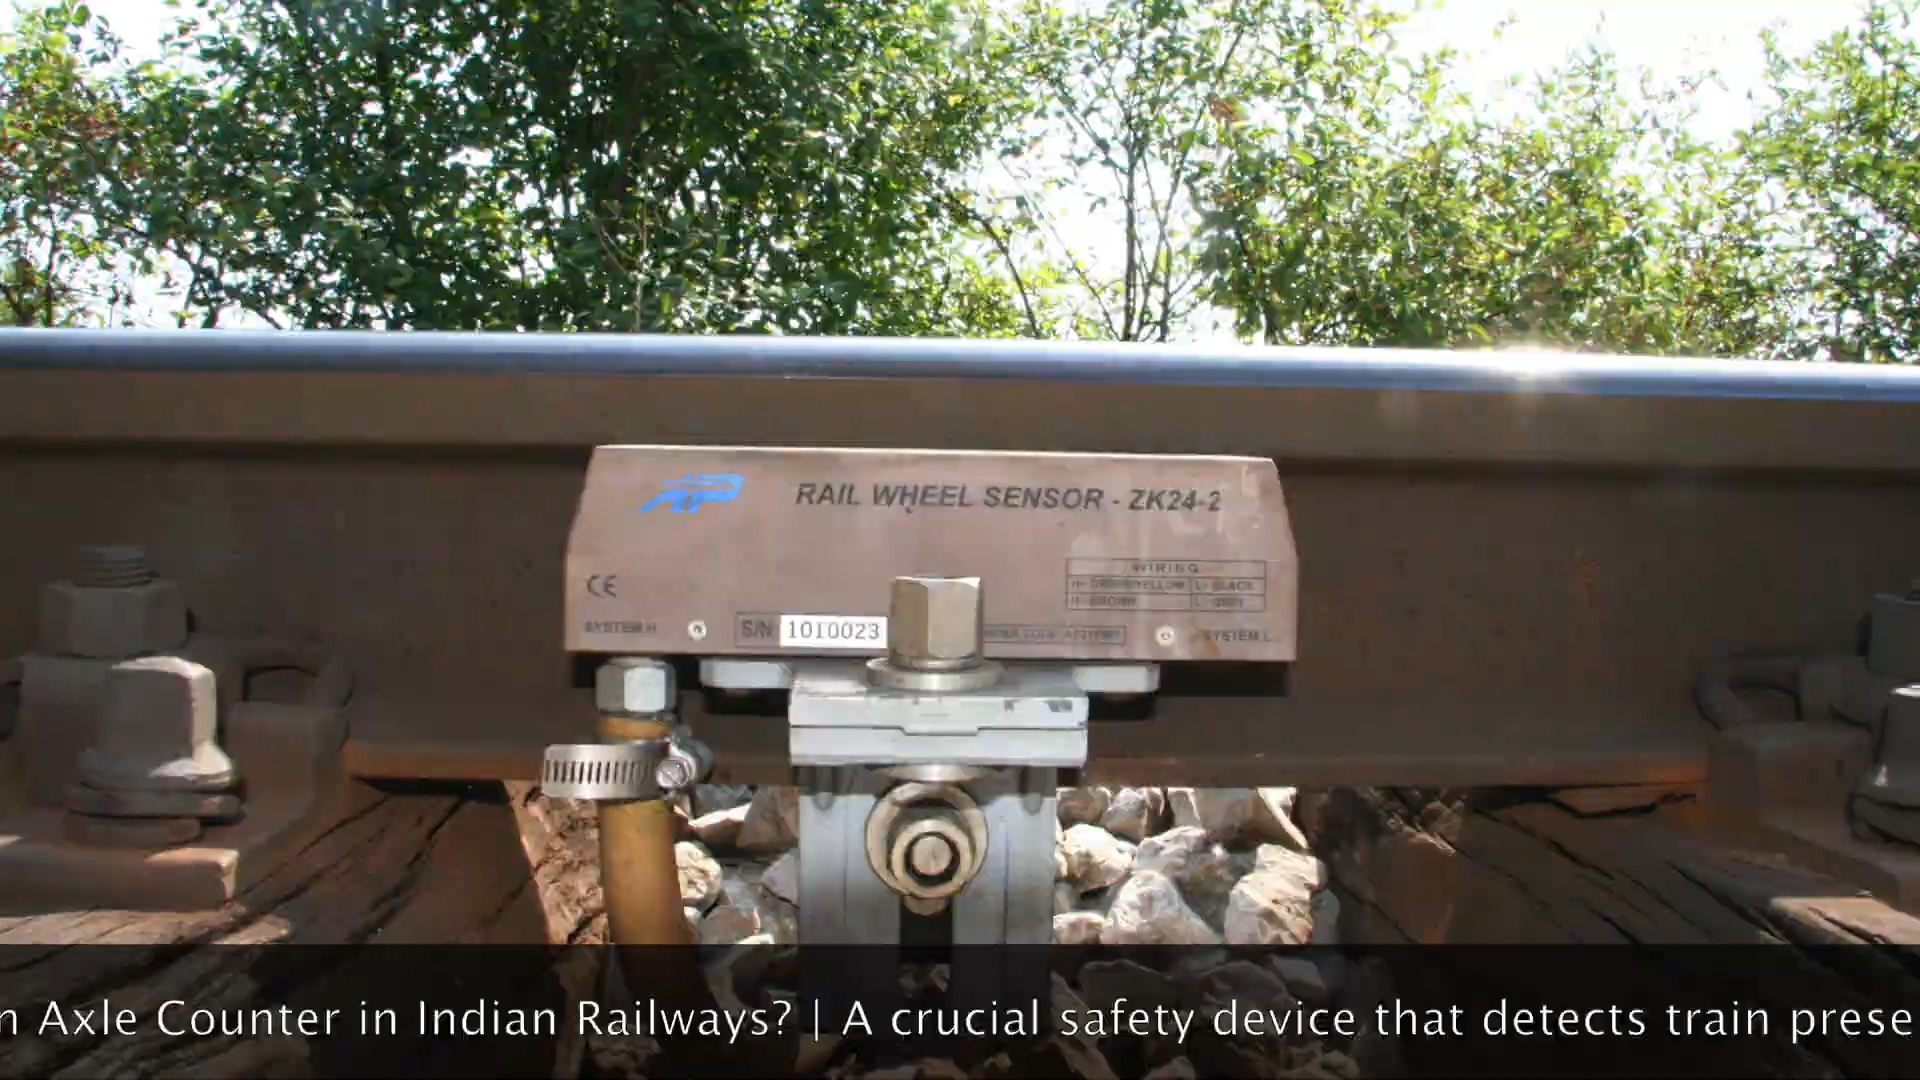 AP RAIL WHEEL SENSOR - ZK24-2
WIRING
CE
SYSTEM H
S/N 1010023
SYSTEM L
n Axle Counter in Indian Railways? | A crucial safety device that detects train prese